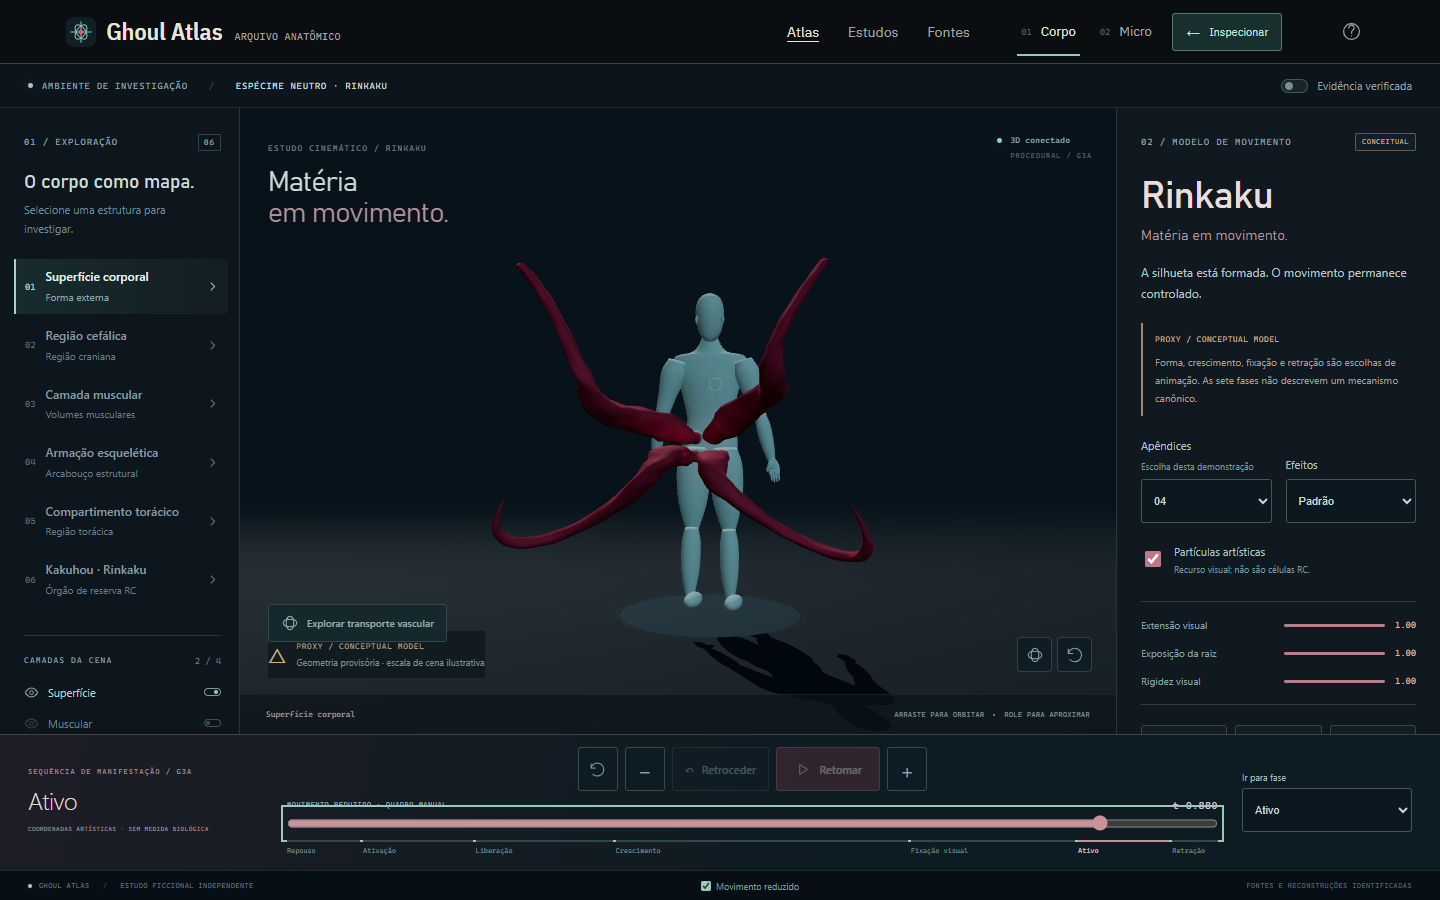 Ghoul Atlas ARQUIVO ANATÔMICO
Atlas Estudos Fontes 01 Corpo 02 Micro ← Inspecionar ?
AMBIENTE DE INVESTIGAÇÃO / ESPÉCIME NEUTRO · RINKAKU
Evidência verificada
01 / EXPLORAÇÃO 06
O corpo como mapa.
Selecione uma estrutura para
investigar.
01 Superfície corporal
Forma externa
02 Região cefálica
Região craniana
03 Camada muscular
Volumes musculares
04 Armação esquelética
Arcabouço estrutural
05 Compartimento torácico
Região torácica
06 Kakuhou · Rinkaku
Órgão de reserva RC
CAMADAS DA CENA 2 / 4
Superfície
Muscular
ESTUDO CINEMÁTICO / RINKAKU
Matéria
em movimento.
3D conectado
PROCEDURAL / G3A
Explorar transporte vascular
PROXY / CONCEPTUAL MODEL
Geometria provisória · escala de cena ilustrativa
Superfície corporal
ARRASTE PARA ORBITAR • ROLE PARA APROXIMAR
02 / MODELO DE MOVIMENTO CONCEITUAL
Rinkaku
Matéria em movimento.
A silhueta está formada. O movimento permanece
controlado.
PROXY / CONCEPTUAL MODEL
Forma, crescimento, fixação e retração são escolhas de
animação. As sete fases não descrevem um mecanismo
canônico.
Apêndices
Escolha desta demonstração
04
Efeitos
Padrão
Partículas artísticas
Recurso visual; não são células RC.
Extensão visual 1.00
Exposição da raiz 1.00
Rigidez visual 1.00
SEQUÊNCIA DE MANIFESTAÇÃO / G3A
Ativo
COORDENADAS ARTÍSTICAS · SEM MEDIDA BIOLÓGICA
− Retroceder Retomar +
MOVIMENTO REDUZIDO · QUADRO MANUAL t 0.880
Repouso Ativação Liberação Crescimento Fixação visual Ativo Retração
Ir para fase
Ativo
GHOUL ATLAS / ESTUDO FICCIONAL INDEPENDENTE
Movimento reduzido
FONTES E RECONSTRUÇÕES IDENTIFICADAS